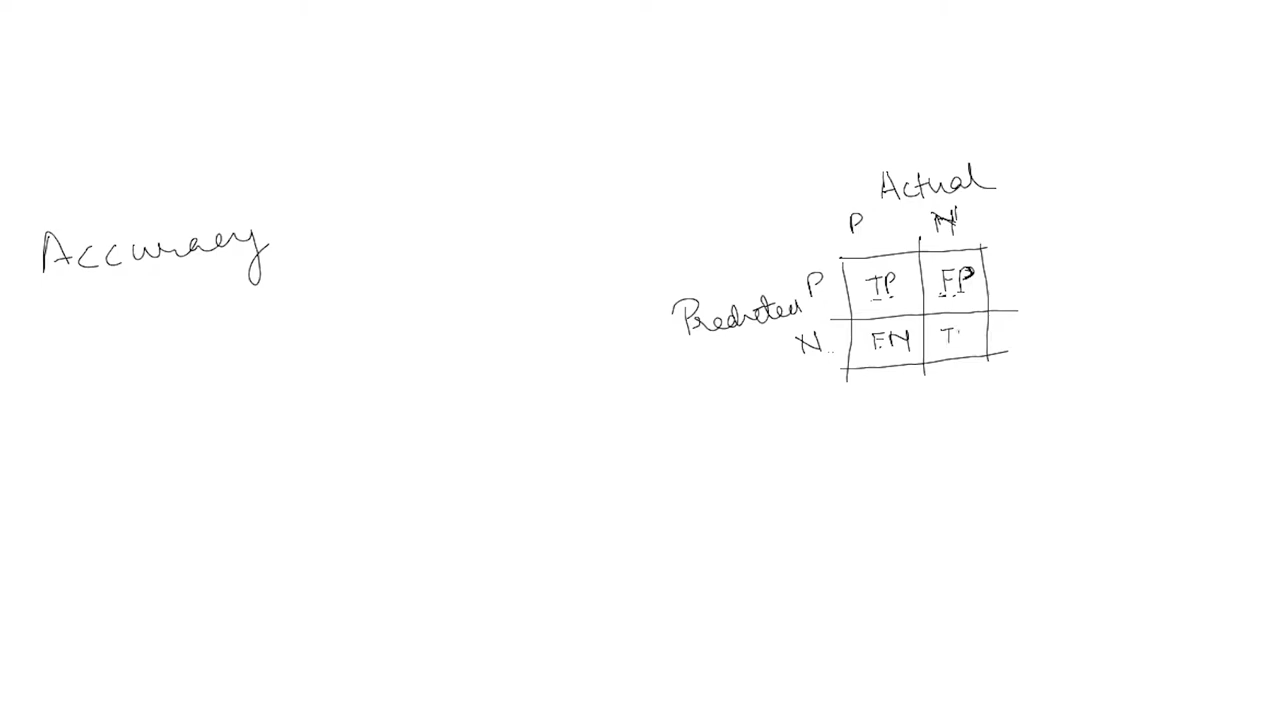 Actual
P N
Accuracy
P TP FP
Predicted
N FN T